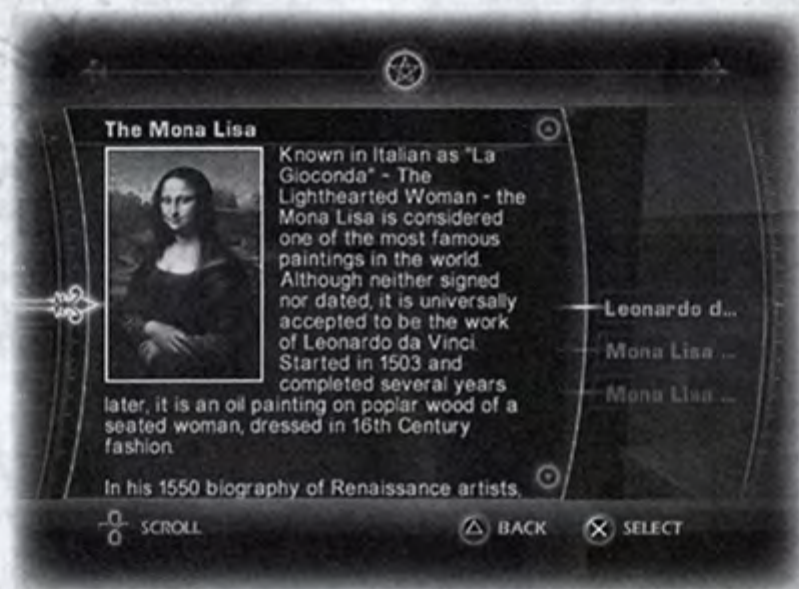 The Mona Lisa
Known in Italian as "La
Gioconda" - The
Lighthearted Woman - the
Mona Lisa is considered
one of the most famous
paintings in the world.
Although neither signed
nor dated, it is universally
accepted to be the work
of Leonardo da Vinci.
Started in 1503 and
completed several years
later, it is an oil painting on poplar wood of a
seated woman, dressed in 16th Century
fashion.
In his 1550 biography of Renaissance artists,
Leonardo d...
Mona Lisa ...
Mona Lisa ...
SCROLL
BACK
SELECT